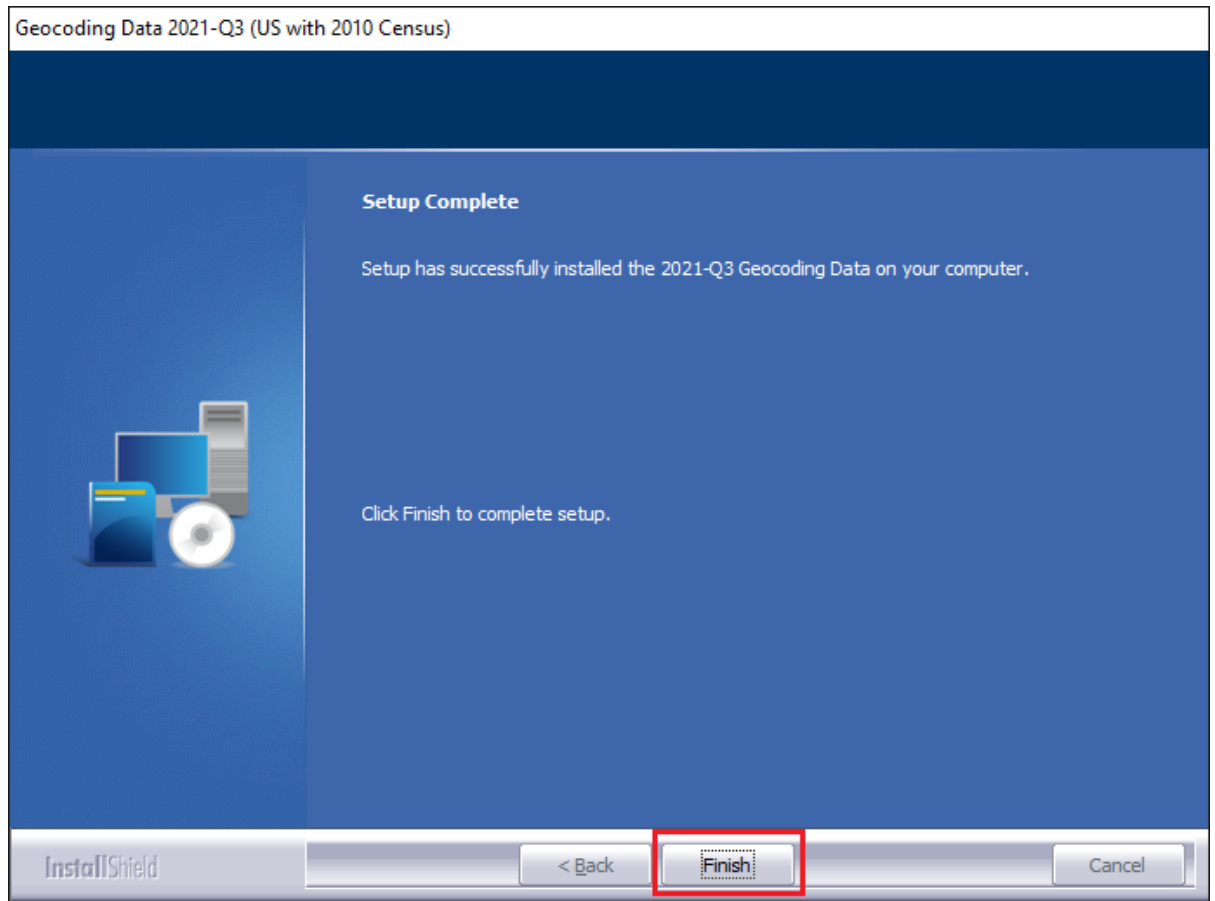 Geocoding Data 2021-Q3 (US with 2010 Census)
Setup Complete
Setup has successfully installed the 2021-Q3 Geocoding Data on your computer.
Click Finish to complete setup.
InstallShield
< Back
Finish
Cancel